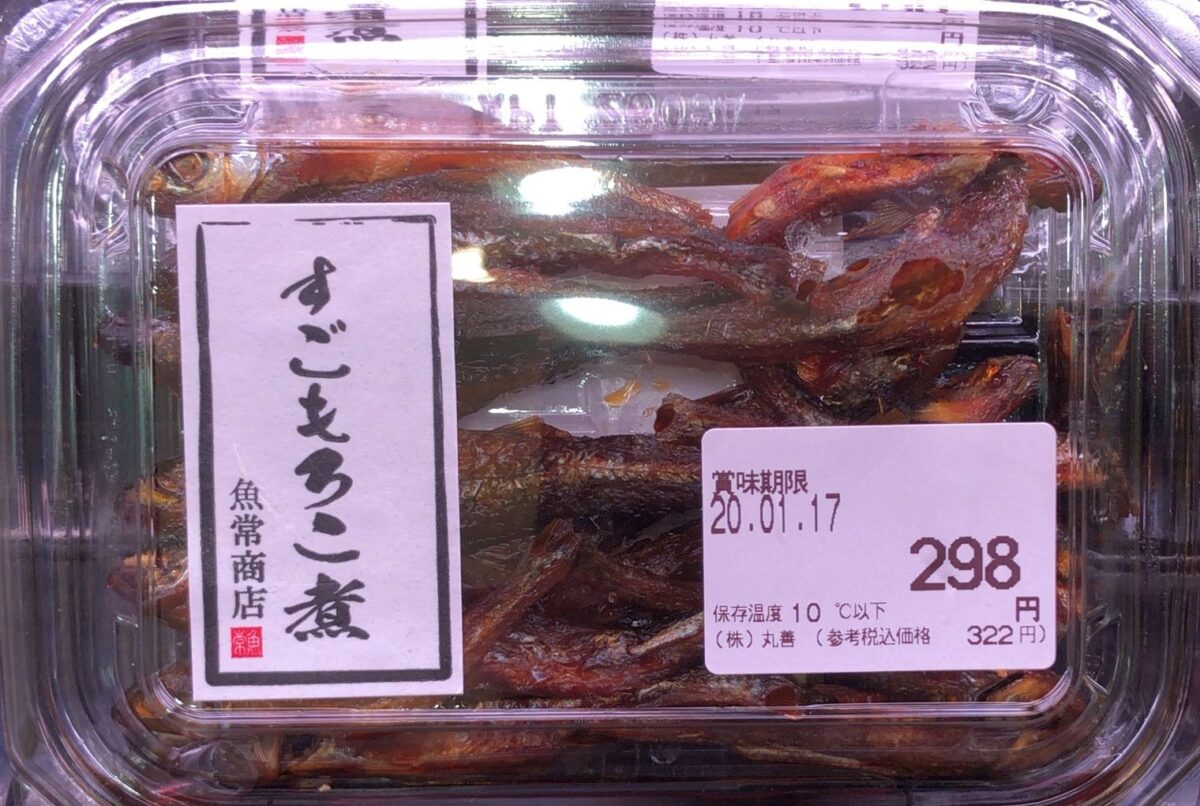 すごもろこ煮
魚常商店
賞味期限
20.01.17
298
円
保存温度 10 ℃以下
(株) 丸善 (参考税込価格 322円)